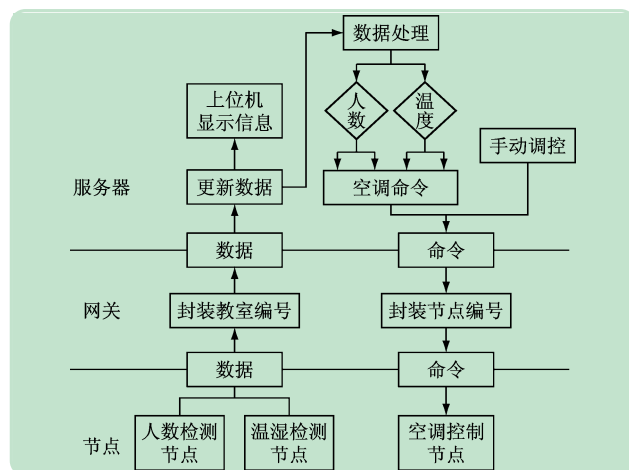 数据处理
人数
温度
上位机
显示信息
手动调控
服务器
更新数据
空调命令
数据
命令
网关
封装教室编号
封装节点编号
数据
命令
节点
人数检测
节点
温湿检测
节点
空调控制
节点